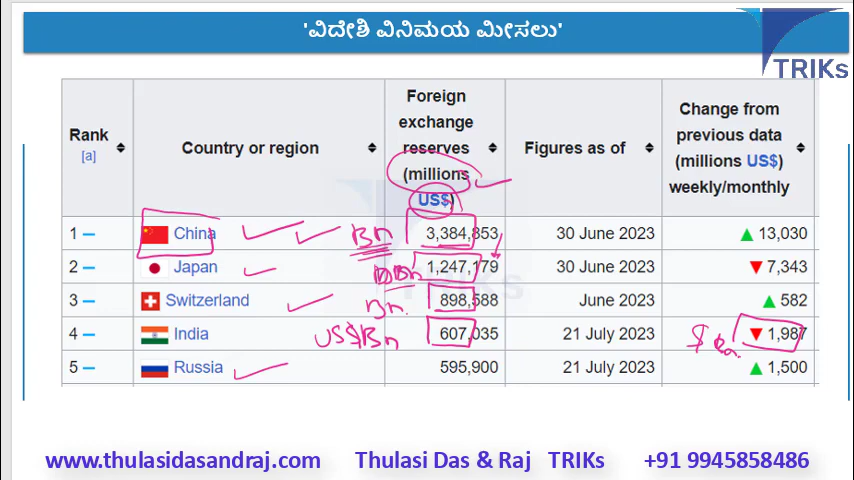 'ವಿದೇಶಿ ವಿನಿಮಯ ಮೀಸಲು'
TRIKs
Rank [a] Country or region Foreign exchange reserves (millions US$) Figures as of Change from previous data (millions US$) weekly/monthly
1 – China Bn 3,384,853 30 June 2023 ▲ 13,030
2 – Japan Bn 1,247,179 30 June 2023 ▼ 7,343
3 – Switzerland Bn. 898,588 June 2023 ▲ 582
4 – India US$/Bn 607,035 21 July 2023 $ Bn. ▼ 1,987
5 – Russia 595,900 21 July 2023 ▲ 1,500
www.thulasidasandraj.com Thulasi Das & Raj TRIKs +91 9945858486